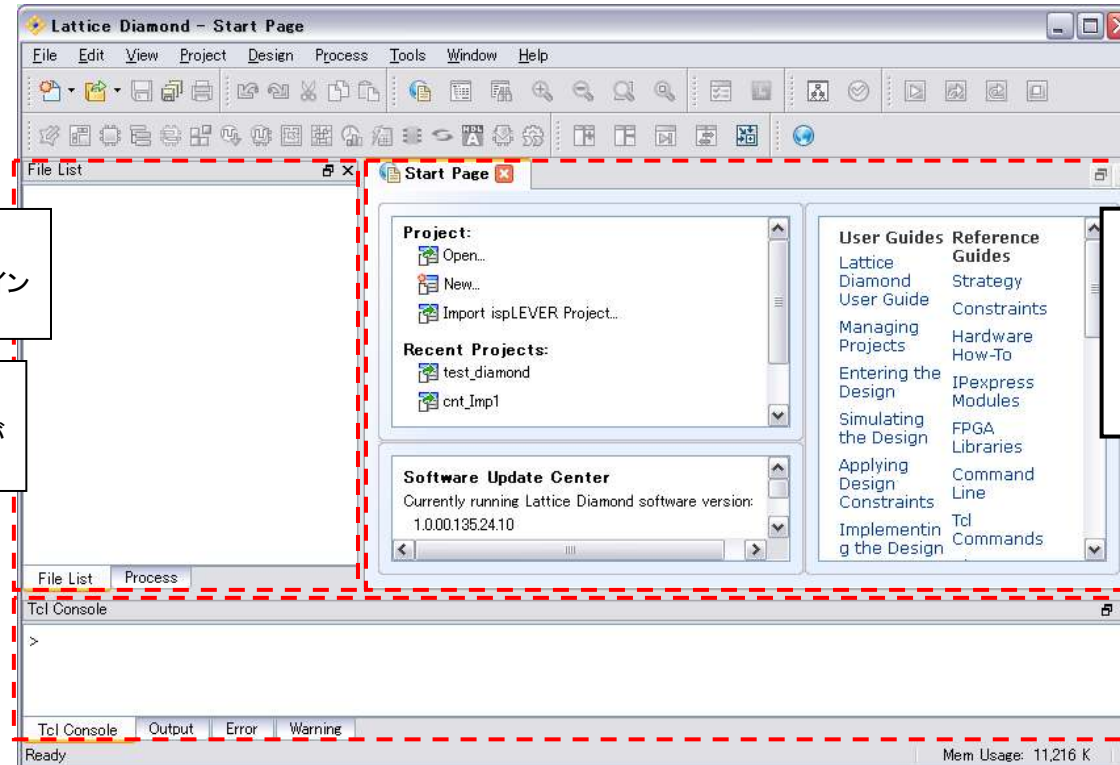 Lattice Diamond - Start Page
File Edit View Project Design Process Tools Window Help
File List
Start Page
イン
が
Project:
Open...
New...
Import ispLEVER Project...
Recent Projects:
test_diamond
cnt_Imp1
Software Update Center
Currently running Lattice Diamond software version:
1.0.00.135.24.10
User Guides
Lattice
Diamond
User Guide
Managing
Projects
Entering the
Design
Simulating
the Design
Applying
Design
Constraints
Implementin
g the Design
Reference
Guides
Strategy
Constraints
Hardware
How-To
IPexpress
Modules
FPGA
Libraries
Command
Line
Tcl
Commands
File List Process
Tcl Console
>
Tcl Console Output Error Warning
Ready
Mem Usage: 11,216 K